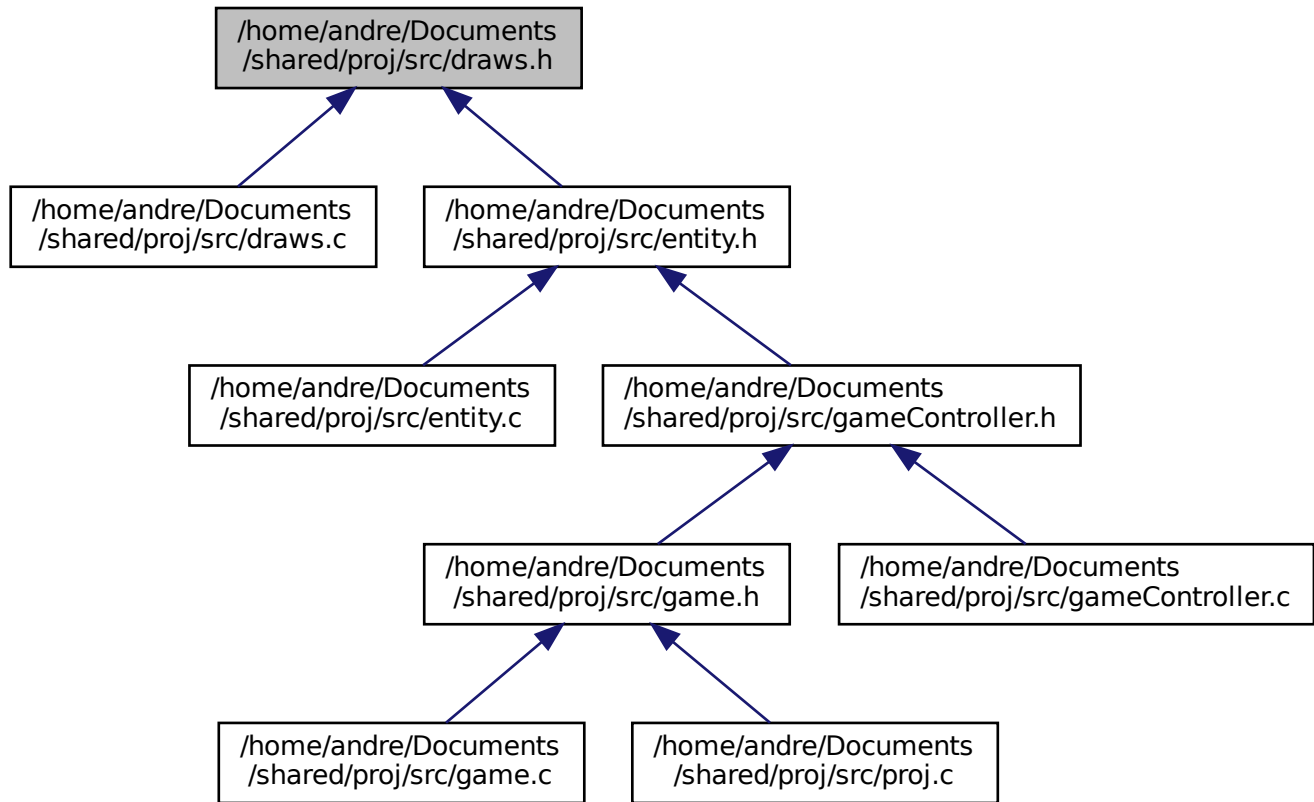 /home/andre/Documents
/shared/proj/src/draws.h
/home/andre/Documents
/shared/proj/src/draws.c
/home/andre/Documents
/shared/proj/src/entity.h
/home/andre/Documents
/shared/proj/src/entity.c
/home/andre/Documents
/shared/proj/src/gameController.h
/home/andre/Documents
/shared/proj/src/game.h
/home/andre/Documents
/shared/proj/src/gameController.c
/home/andre/Documents
/shared/proj/src/game.c
/home/andre/Documents
/shared/proj/src/proj.c